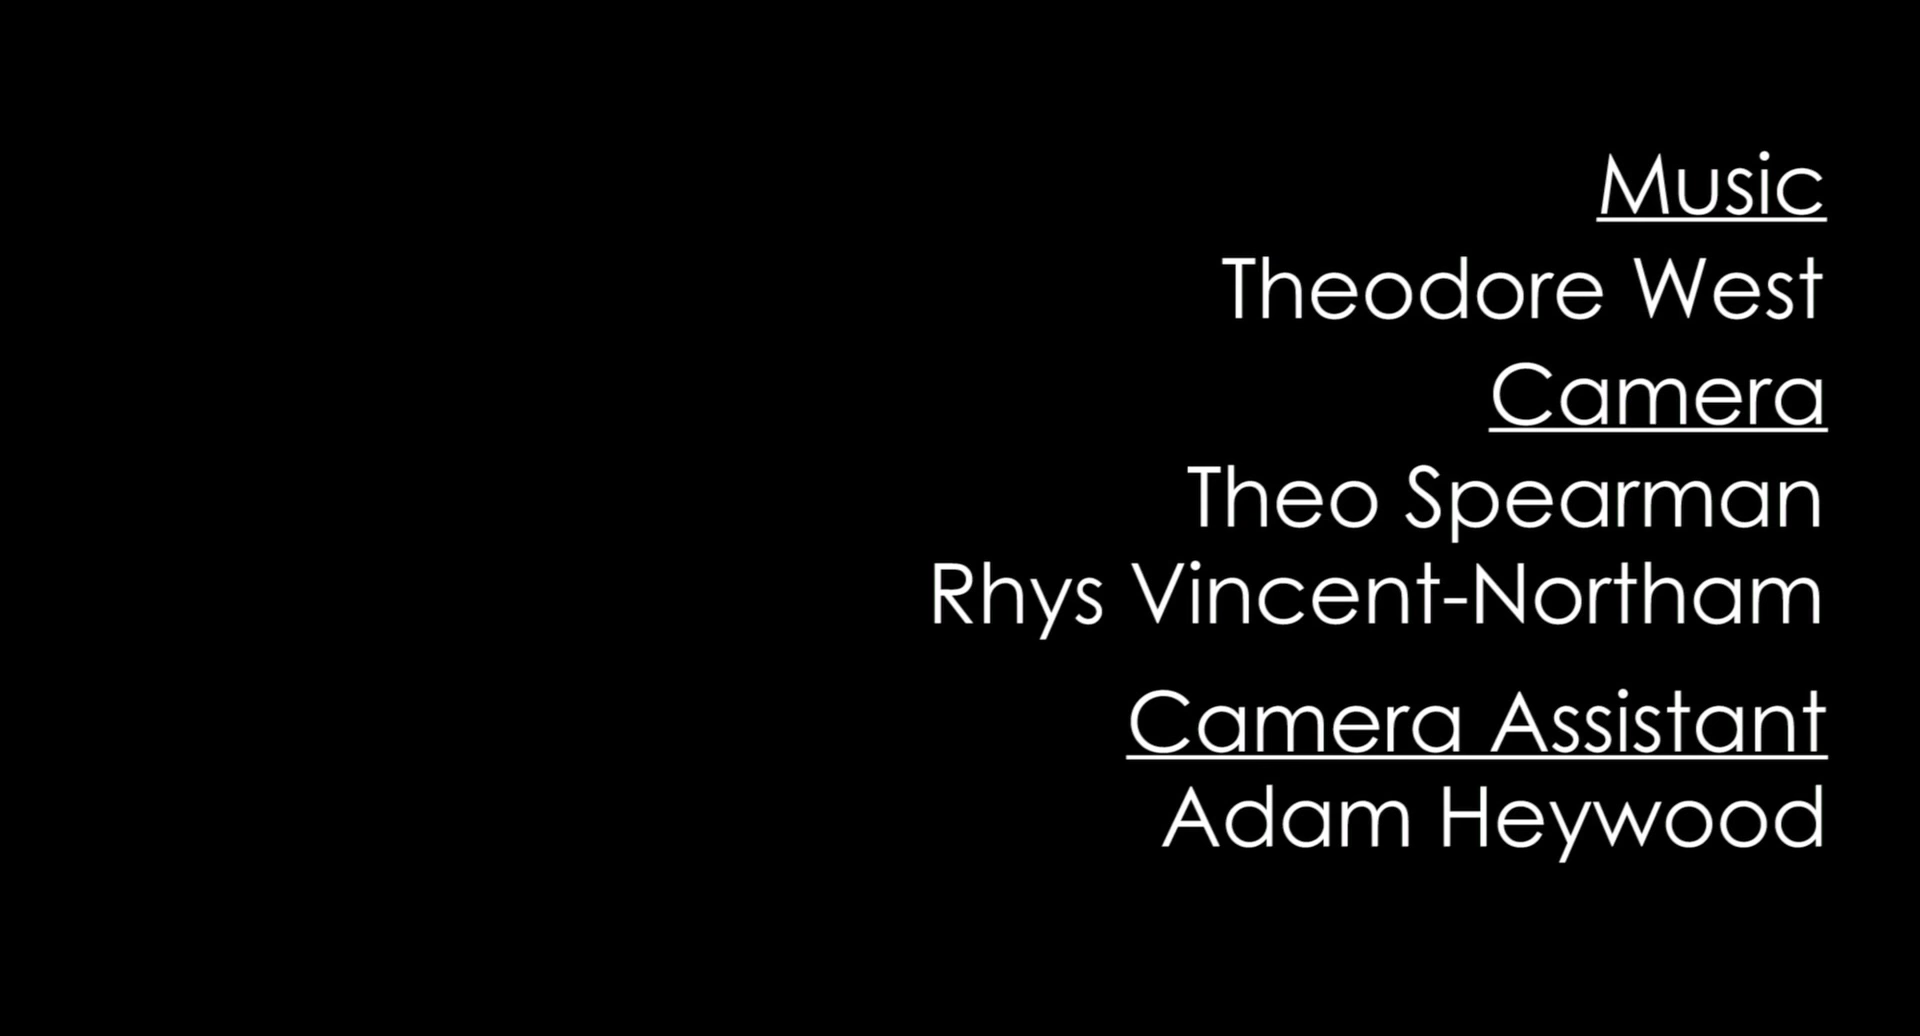 Music
Theodore West
Camera
Theo Spearman
Rhys Vincent-Northam
Camera Assistant
Adam Heywood